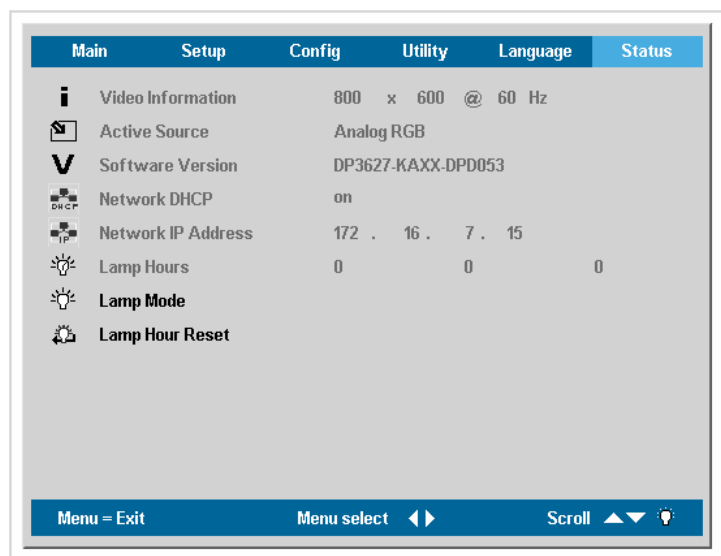 Main Setup Config Utility Language Status
i Video Information 800 x 600 @ 60 Hz
Active Source Analog RGB
V Software Version DP3627-KAXX-DPD053
DHCP Network DHCP on
IP Network IP Address 172 . 16 . 7 . 15
Lamp Hours 0 0 0
Lamp Mode
Lamp Hour Reset
Menu = Exit Menu select Scroll